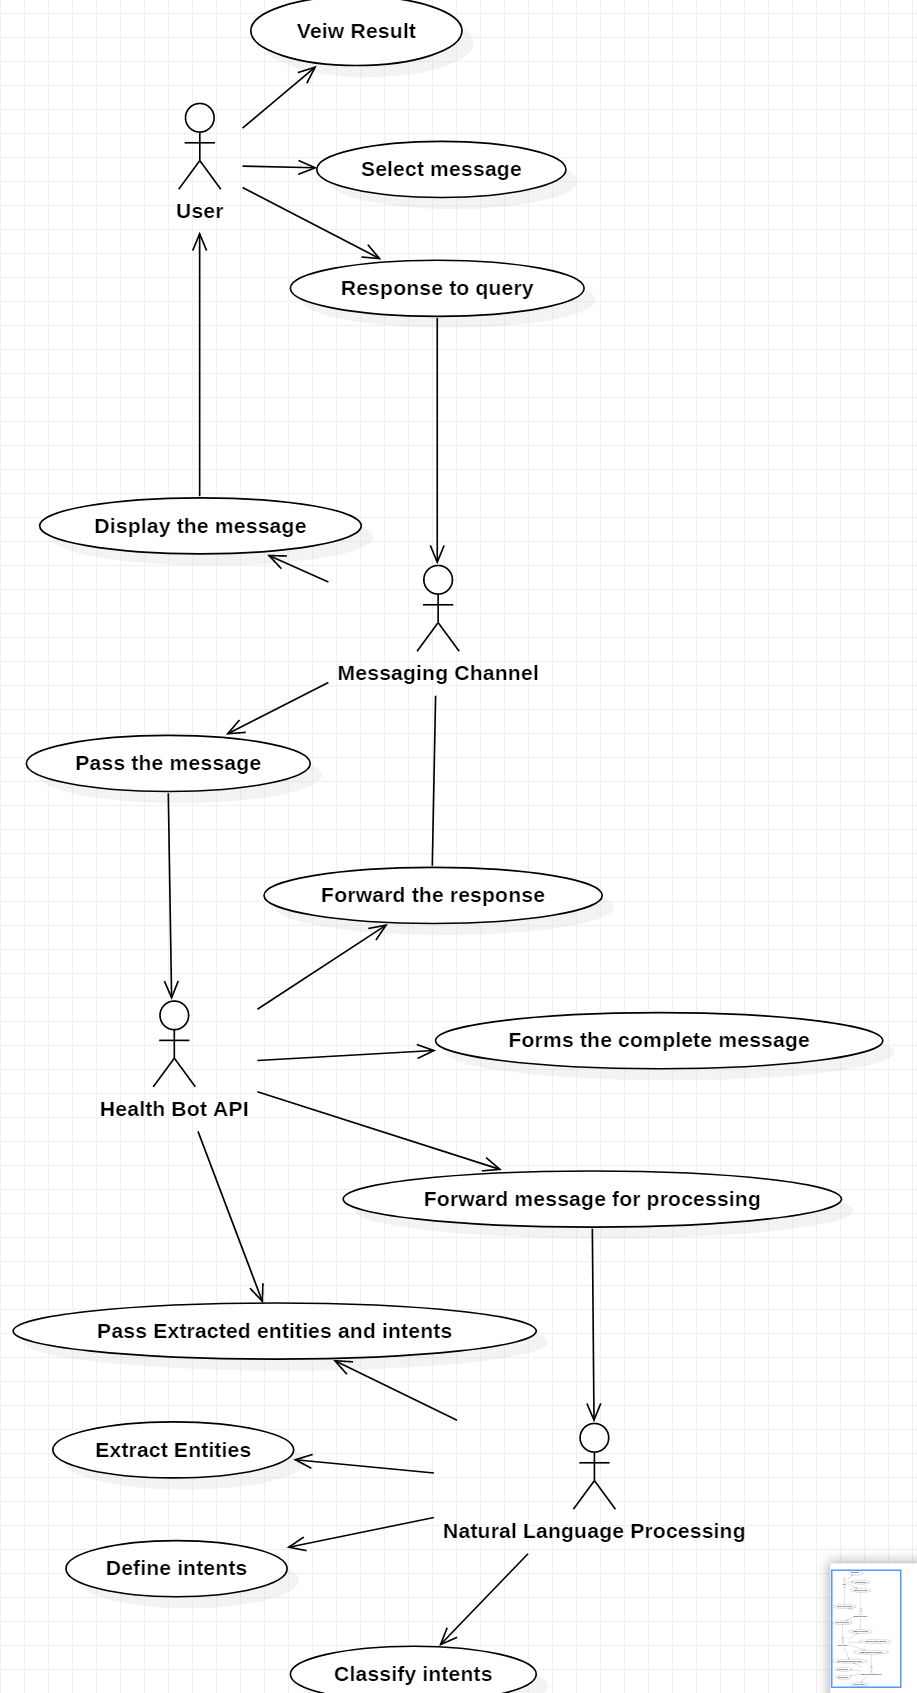 Veiw Result
Select message
User
Response to query
Display the message
Messaging Channel
Pass the message
Forward the response
Forms the complete message
Health Bot API
Forward message for processing
Pass Extracted entities and intents
Extract Entities
Natural Language Processing
Define intents
Classify intents